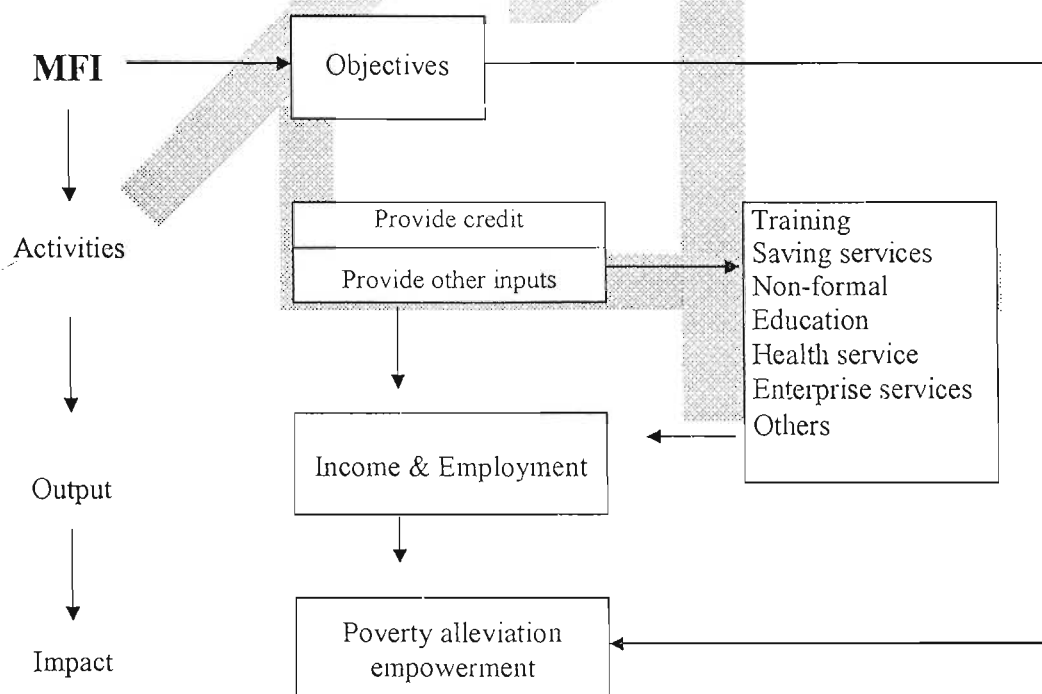 MFI
Objectives
Activities
Provide credit
Provide other inputs
Training
Saving services
Non-formal
Education
Health service
Enterprise services
Others
Income & Employment
Output
Poverty alleviation
empowerment
Impact